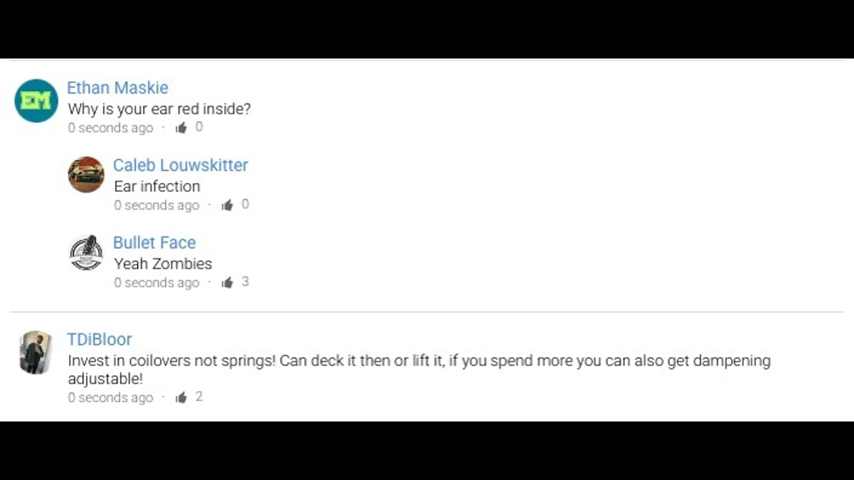 EM
Ethan Maskie
Why is your ear red inside?
0 seconds ago · 0
Caleb Louwskitter
Ear infection
0 seconds ago · 0
Bullet Face
Yeah Zombies
0 seconds ago · 3
TDiBloor
Invest in coilovers not springs! Can deck it then or lift it, if you spend more you can also get dampening
adjustable!
0 seconds ago · 2